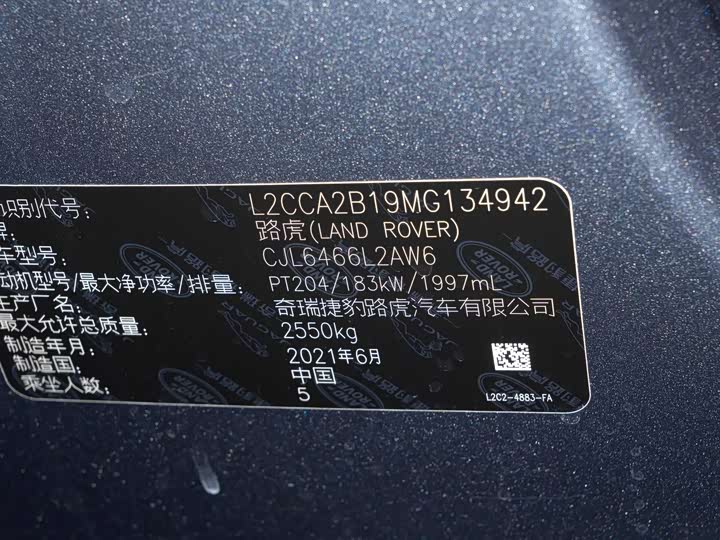 识别代号: L2CCA2B19MG134942
牌: 路虎(LAND ROVER)
车型号: CJL6466L2AW6
动机型号/最大净功率/排量: PT204/183kW/1997mL
生产厂名: 奇瑞捷豹路虎汽车有限公司
最大允许总质量: 2550kg
制造年月: 2021年6月
制造国: 中国
乘坐人数: 5
L2C2-4883-FA